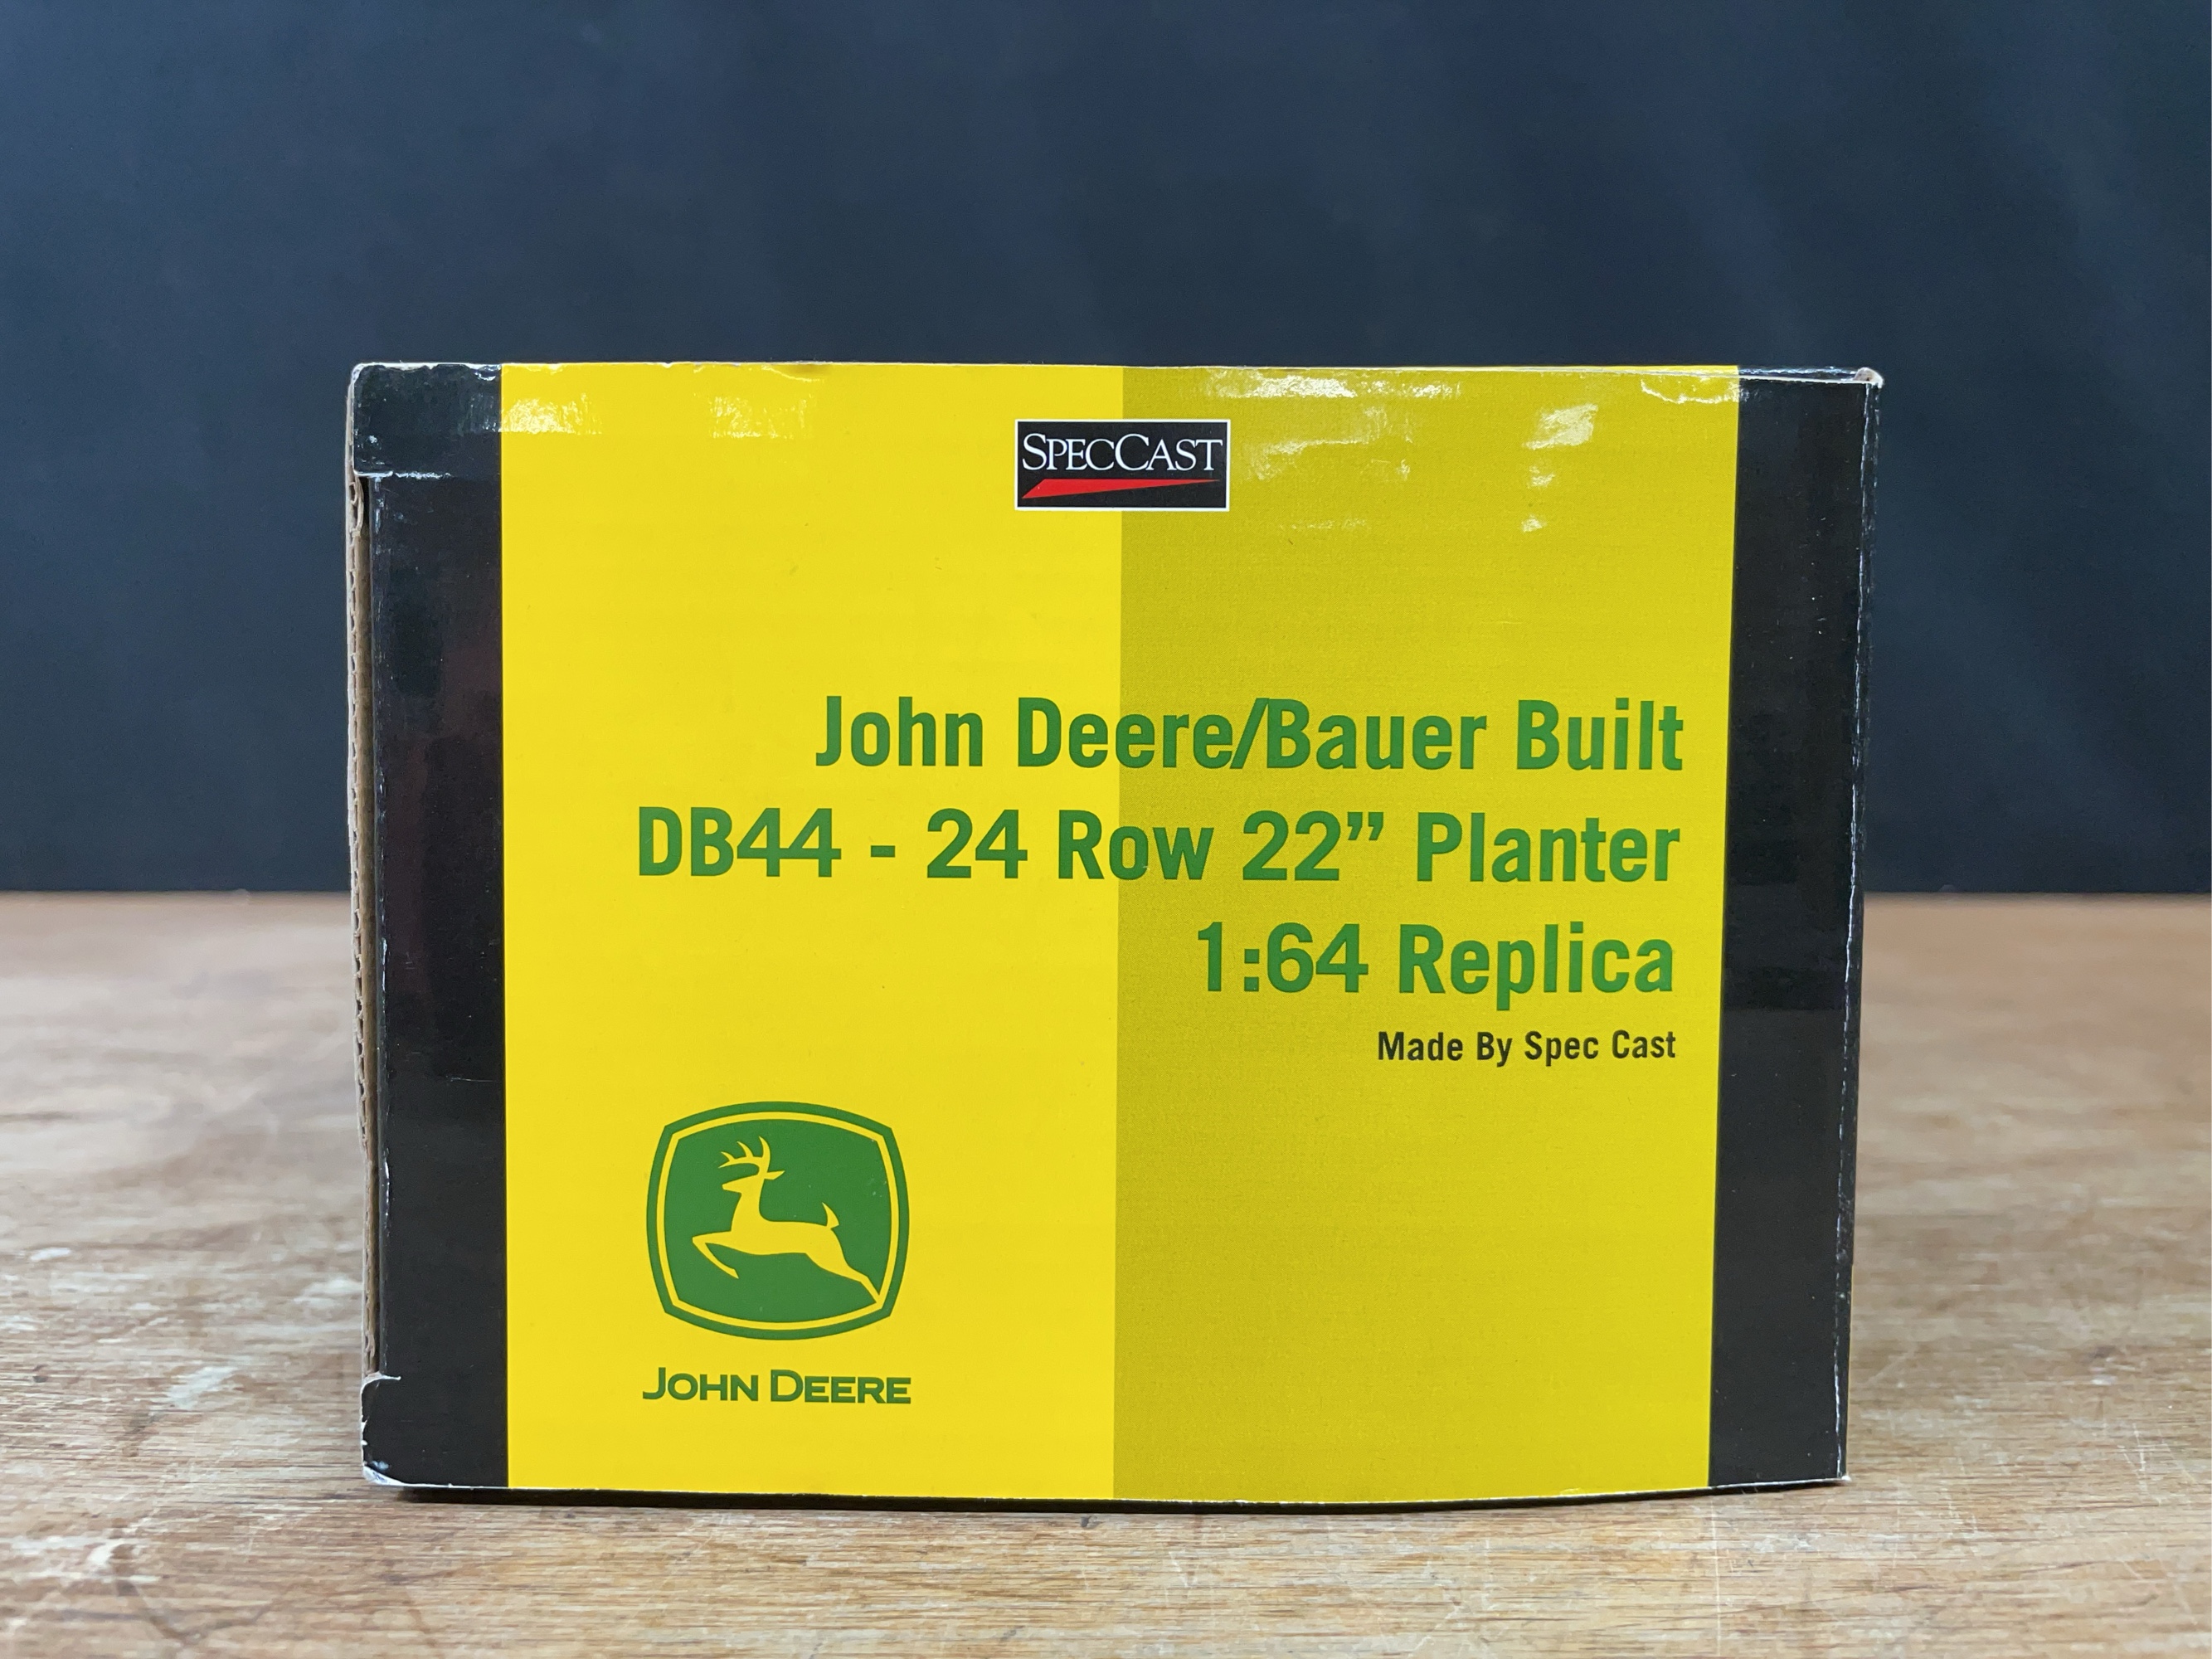 SPECCAST
John Deere/Bauer Built
DB44 - 24 Row 22” Planter
1:64 Replica
Made By Spec Cast
JOHN DEERE